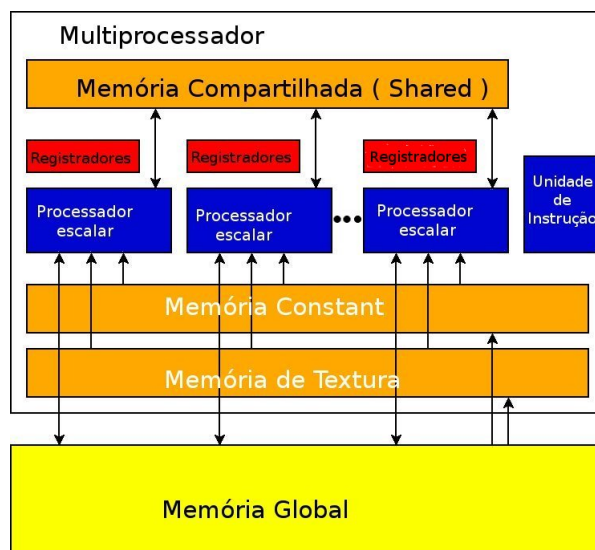 Multiprocessador
Memória Compartilhada ( Shared )
Registradores
Registradores
Registradores
Processador
escalar
Processador
escalar
Processador
escalar
Unidade
de
Instrução
Memória Constant
Memória de Textura
Memória Global